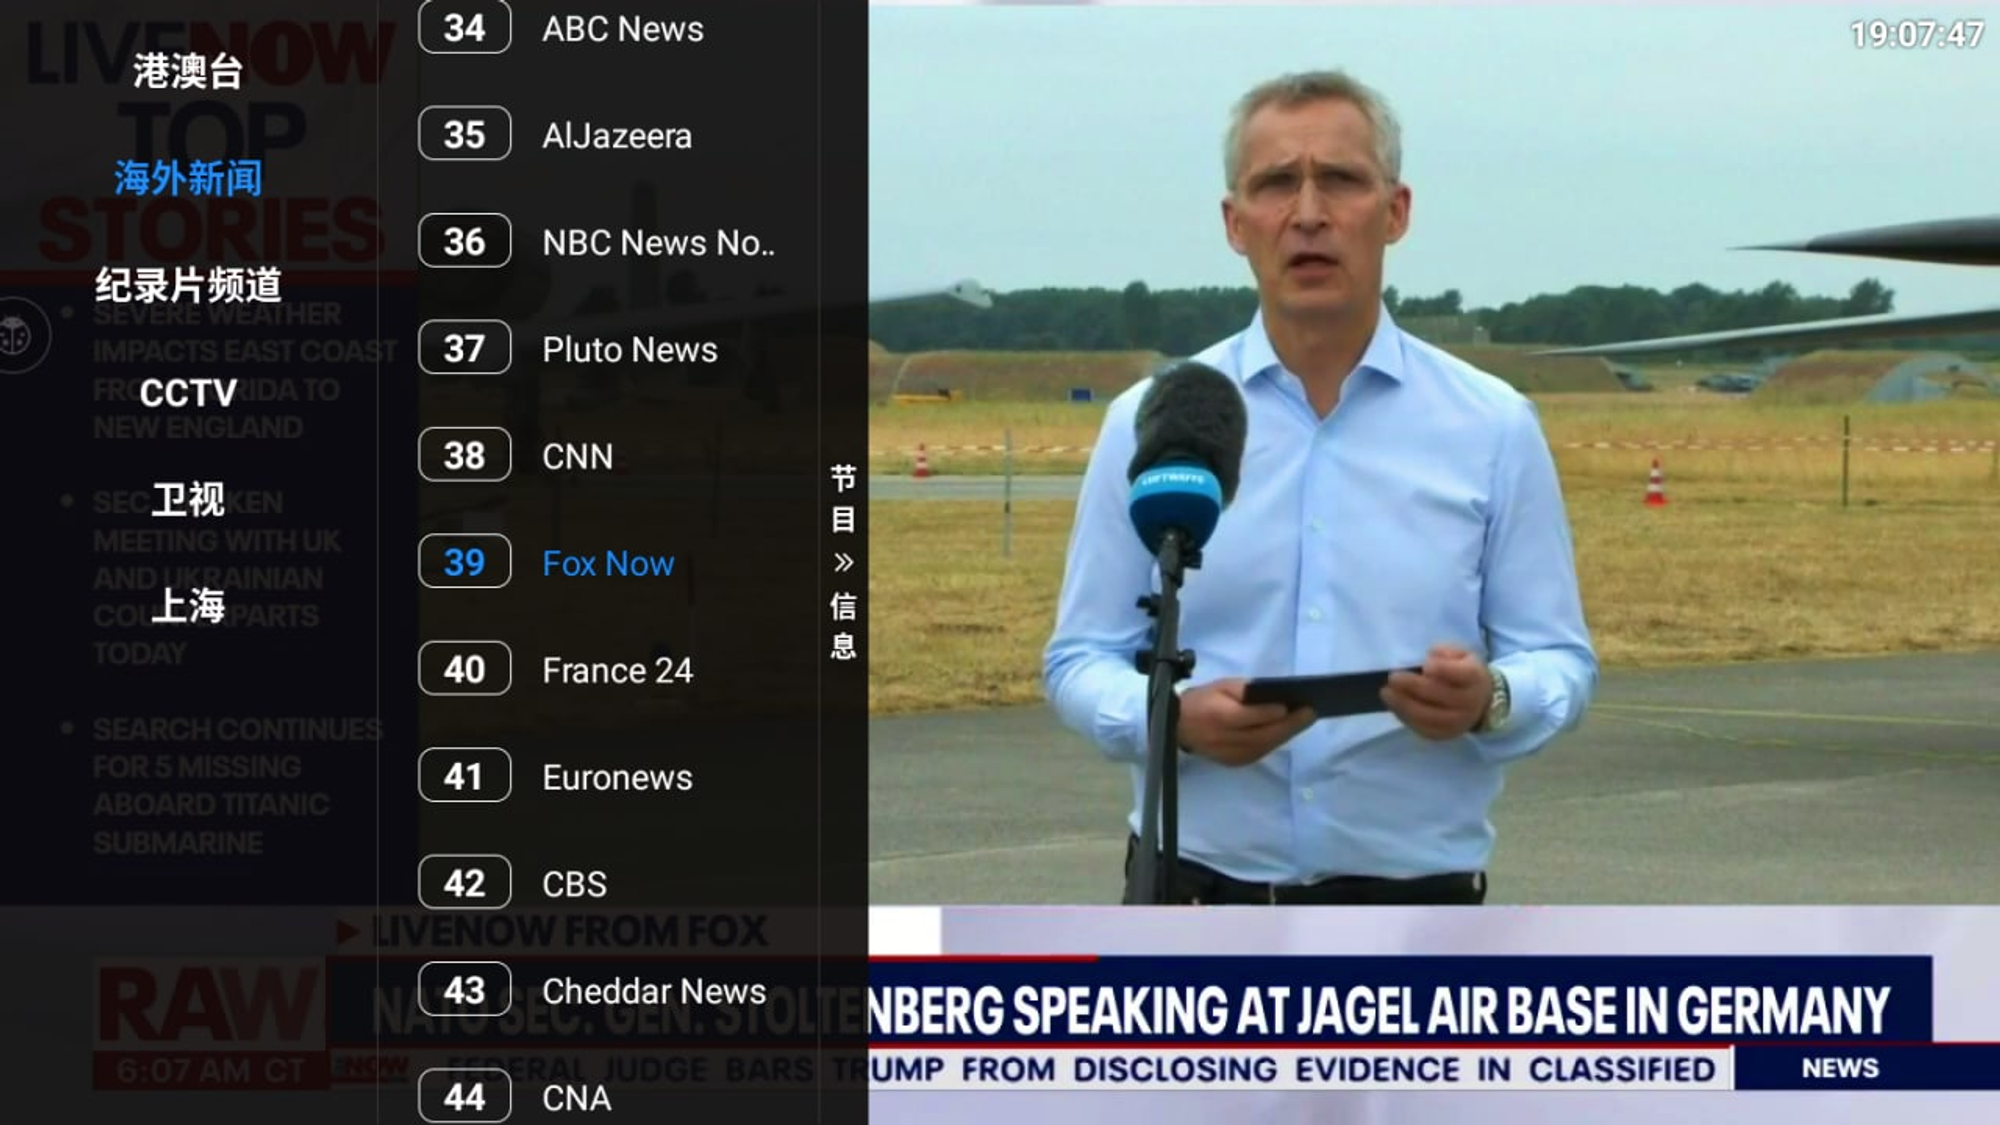 港澳台
海外新闻
纪录片频道
CCTV
卫视
上海
34 ABC News
35 AlJazeera
36 NBC News No..
37 Pluto News
38 CNN
39 Fox Now
40 France 24
41 Euronews
42 CBS
43 Cheddar News
44 CNA
节目
»
信息
19:07:47
LIVENOW
TOP
STORIES
SEVERE WEATHER
IMPACTS EAST COAST
FROM FLORIDA TO
NEW ENGLAND
MEETING WITH UK
AND UKRAINIAN
COUNTERPARTS
TODAY
SEARCH CONTINUES
FOR 5 MISSING
ABOARD TITANIC
SUBMARINE
LUFTWAFFE
LIVENOW FROM FOX
RAW
NATO SEC. GEN. STOLTENBERG SPEAKING AT JAGEL AIR BASE IN GERMANY
6:07 AM CT
FEDERAL JUDGE BARS TRUMP FROM DISCLOSING EVIDENCE IN CLASSIFIED
NEWS